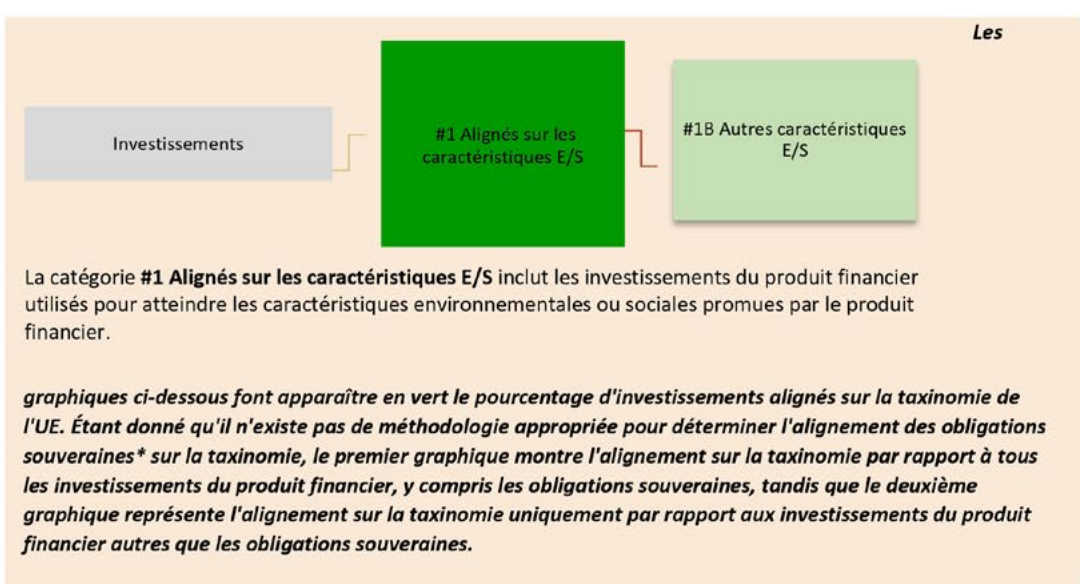 Les
Investissements
#1 Alignés sur les
caractéristiques E/S
#1B Autres caractéristiques
E/S
La catégorie #1 Alignés sur les caractéristiques E/S inclut les investissements du produit financier
utilisés pour atteindre les caractéristiques environnementales ou sociales promues par le produit
financier.
graphiques ci-dessous font apparaître en vert le pourcentage d'investissements alignés sur la taxinomie de
l'UE. Étant donné qu'il n'existe pas de méthodologie appropriée pour déterminer l'alignement des obligations
souveraines* sur la taxinomie, le premier graphique montre l'alignement sur la taxinomie par rapport à tous
les investissements du produit financier, y compris les obligations souveraines, tandis que le deuxième
graphique représente l'alignement sur la taxinomie uniquement par rapport aux investissements du produit
financier autres que les obligations souveraines.